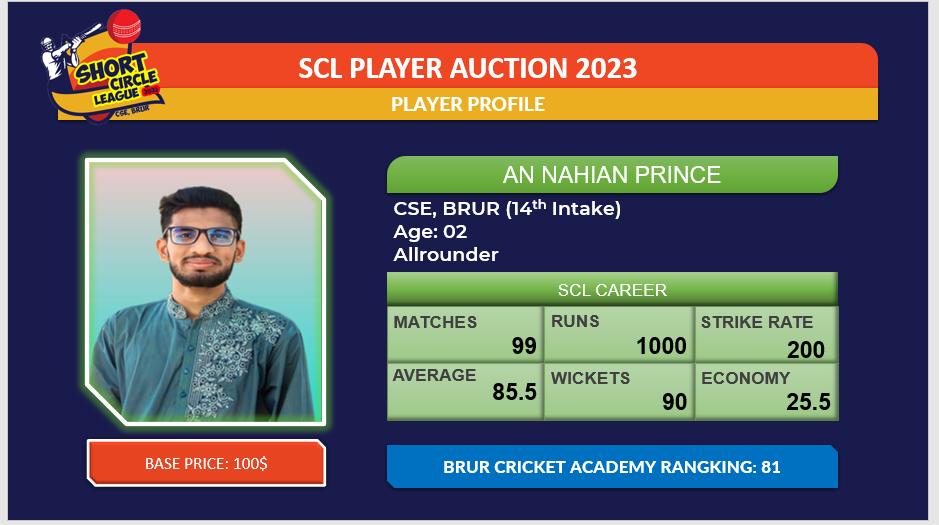 SHORT
CIRCLE
LEAGUE
CSE, BRUR
SCL PLAYER AUCTION 2023
PLAYER PROFILE
AN NAHIAN PRINCE
CSE, BRUR (14th Intake)
Age: 02
Allrounder
SCL CAREER
MATCHES
99
RUNS
1000
STRIKE RATE
200
AVERAGE
85.5
WICKETS
90
ECONOMY
25.5
BASE PRICE: 100$
BRUR CRICKET ACADEMY RANGKING: 81